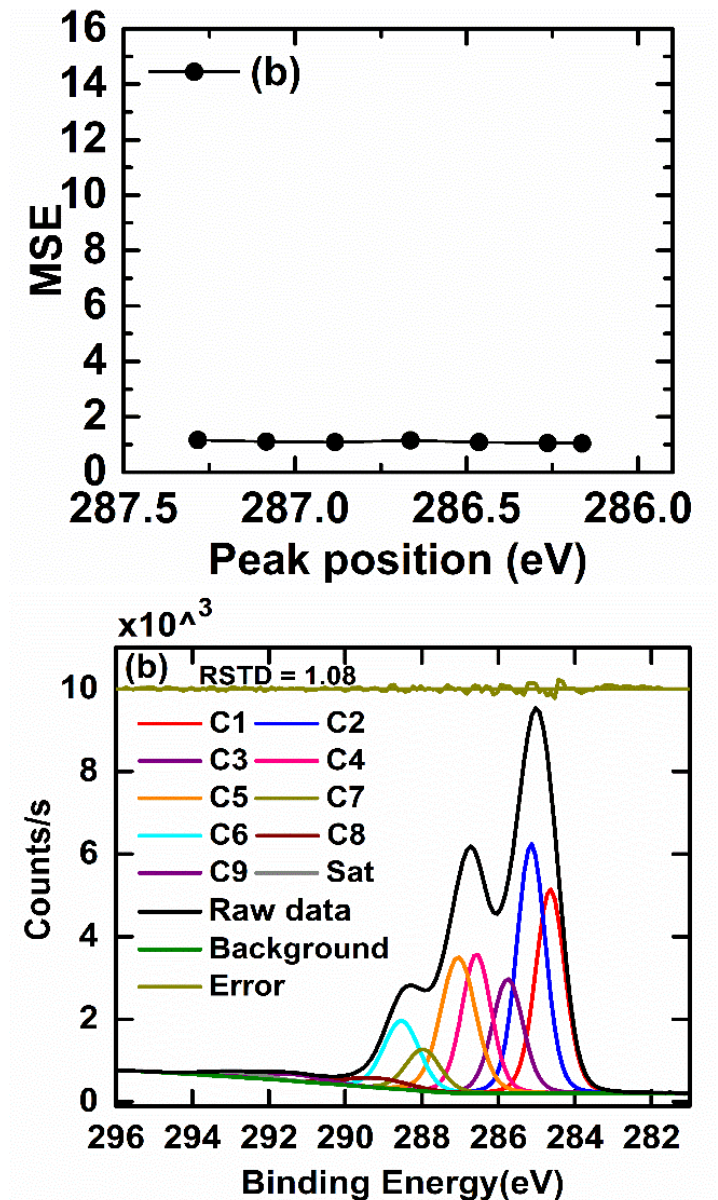 16
(b)
14
12
10
8
6
4
2
0
MSE
287.5 287.0 286.5 286.0
Peak position (eV)
x10^3
(b) RSTD = 1.08
10
8
6
4
2
0
Counts/s
C1 C2
C3 C4
C5 C7
C6 C8
C9 Sat
Raw data
Background
Error
296 294 292 290 288 286 284 282
Binding Energy(eV)